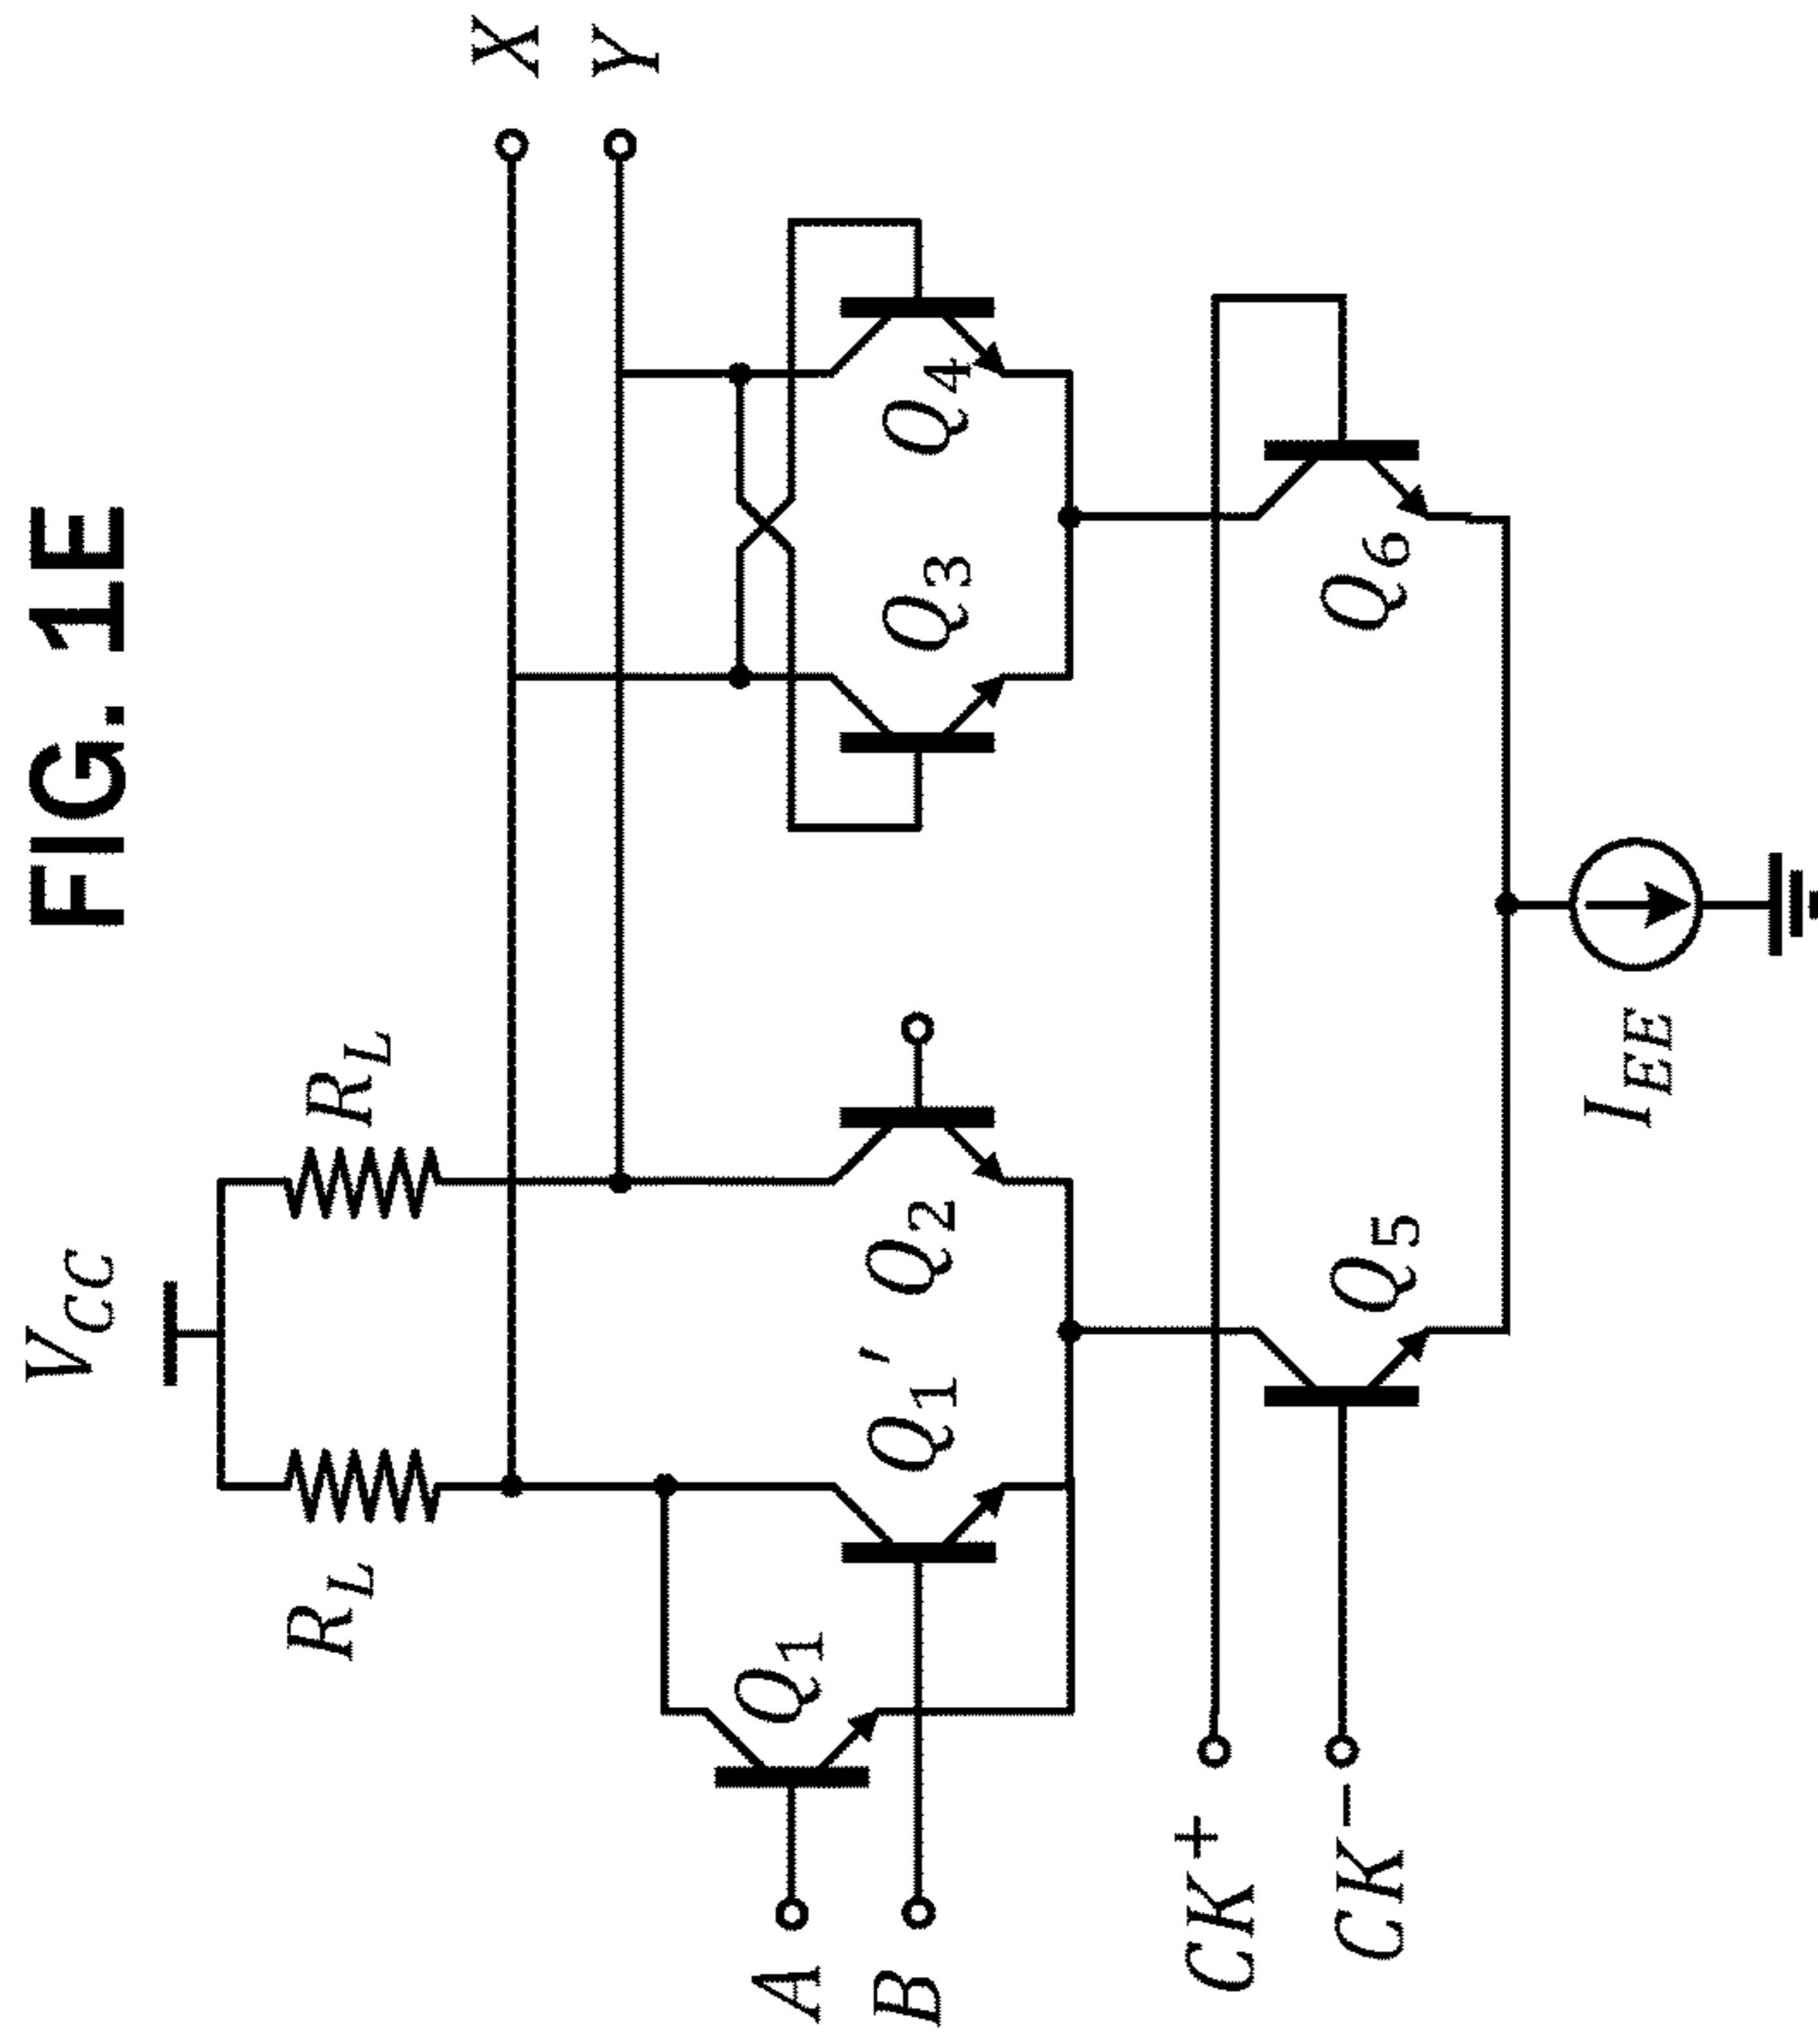 FIG. 1E
V_CC
R_L
R_L
X
Y
Q_1
Q_1'
Q_2
Q_3
Q_4
A
B
CK^+
CK^-
Q_5
Q_6
I_EE